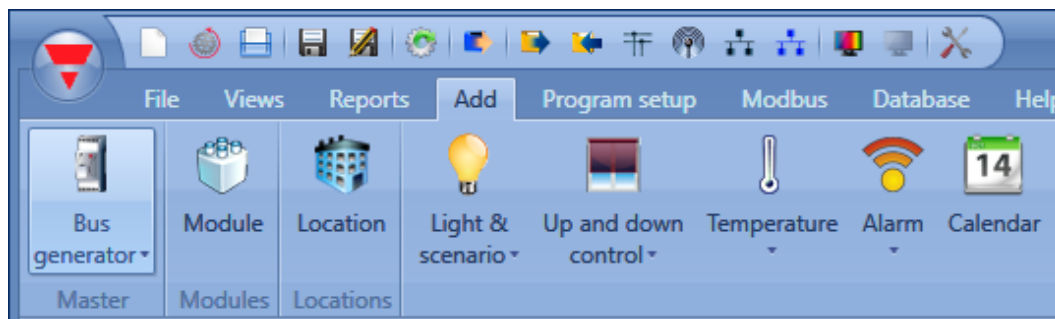 File Views Reports Add Program setup Modbus Database Help
14
Bus Module Location Light & Up and down Temperature Alarm Calendar
generator scenario control
Master Modules Locations